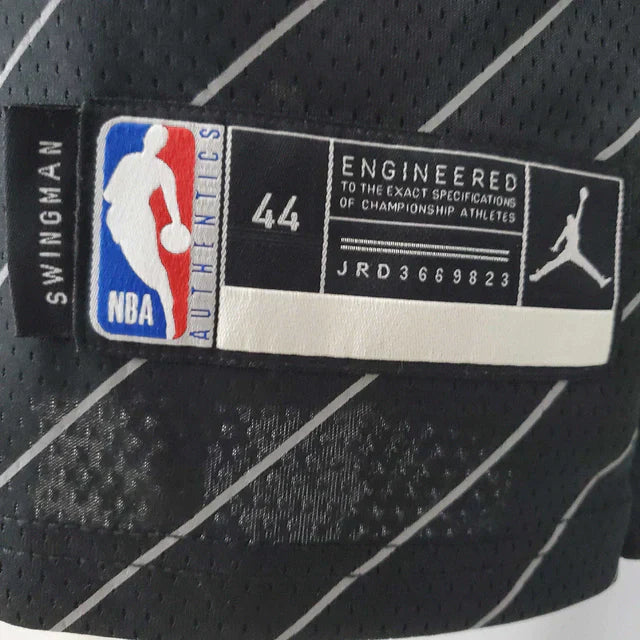 SWINGMAN
NBA
AUTHENTICS
44
ENGINEERED
TO THE EXACT SPECIFICATIONS
OF CHAMPIONSHIP ATHLETES
JRD3669823